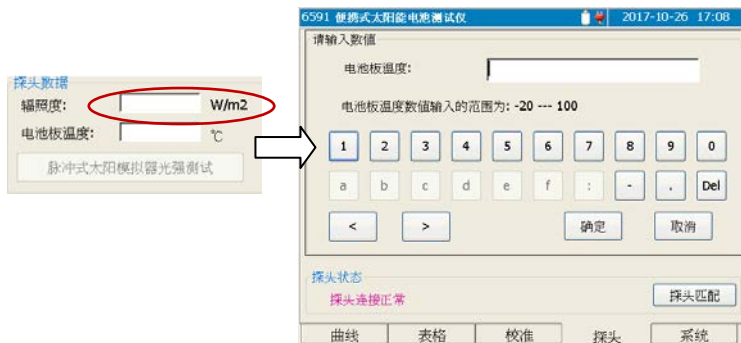 探头数据
辐照度: W/m2
电池板温度: ℃
脉冲式太阳模拟器光强测试
6591 便携式太阳能电池测试仪 2017-10-26 17:08
请输入数值
电池板温度:
电池板温度数值输入的范围为: -20 --- 100
1 2 3 4 5 6 7 8 9 0
a b c d e f : - . Del
< > 确定 取消
探头状态
探头连接正常 探头匹配
曲线 表格 校准 探头 系统